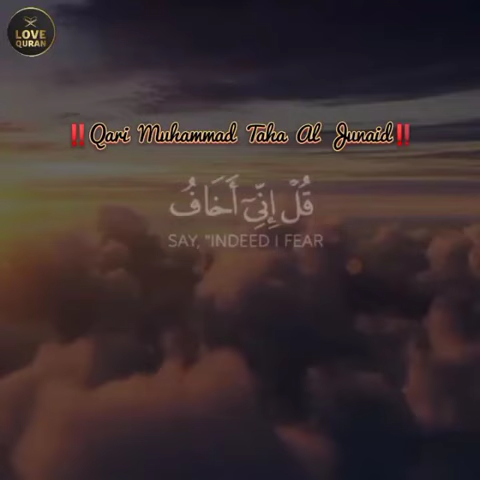 LOVE
QURAN
‼️Qari Muhammad Taha Al Junaid‼️
قُلْ إِنِّيٓ أَخَافُ
SAY, "INDEED I FEAR